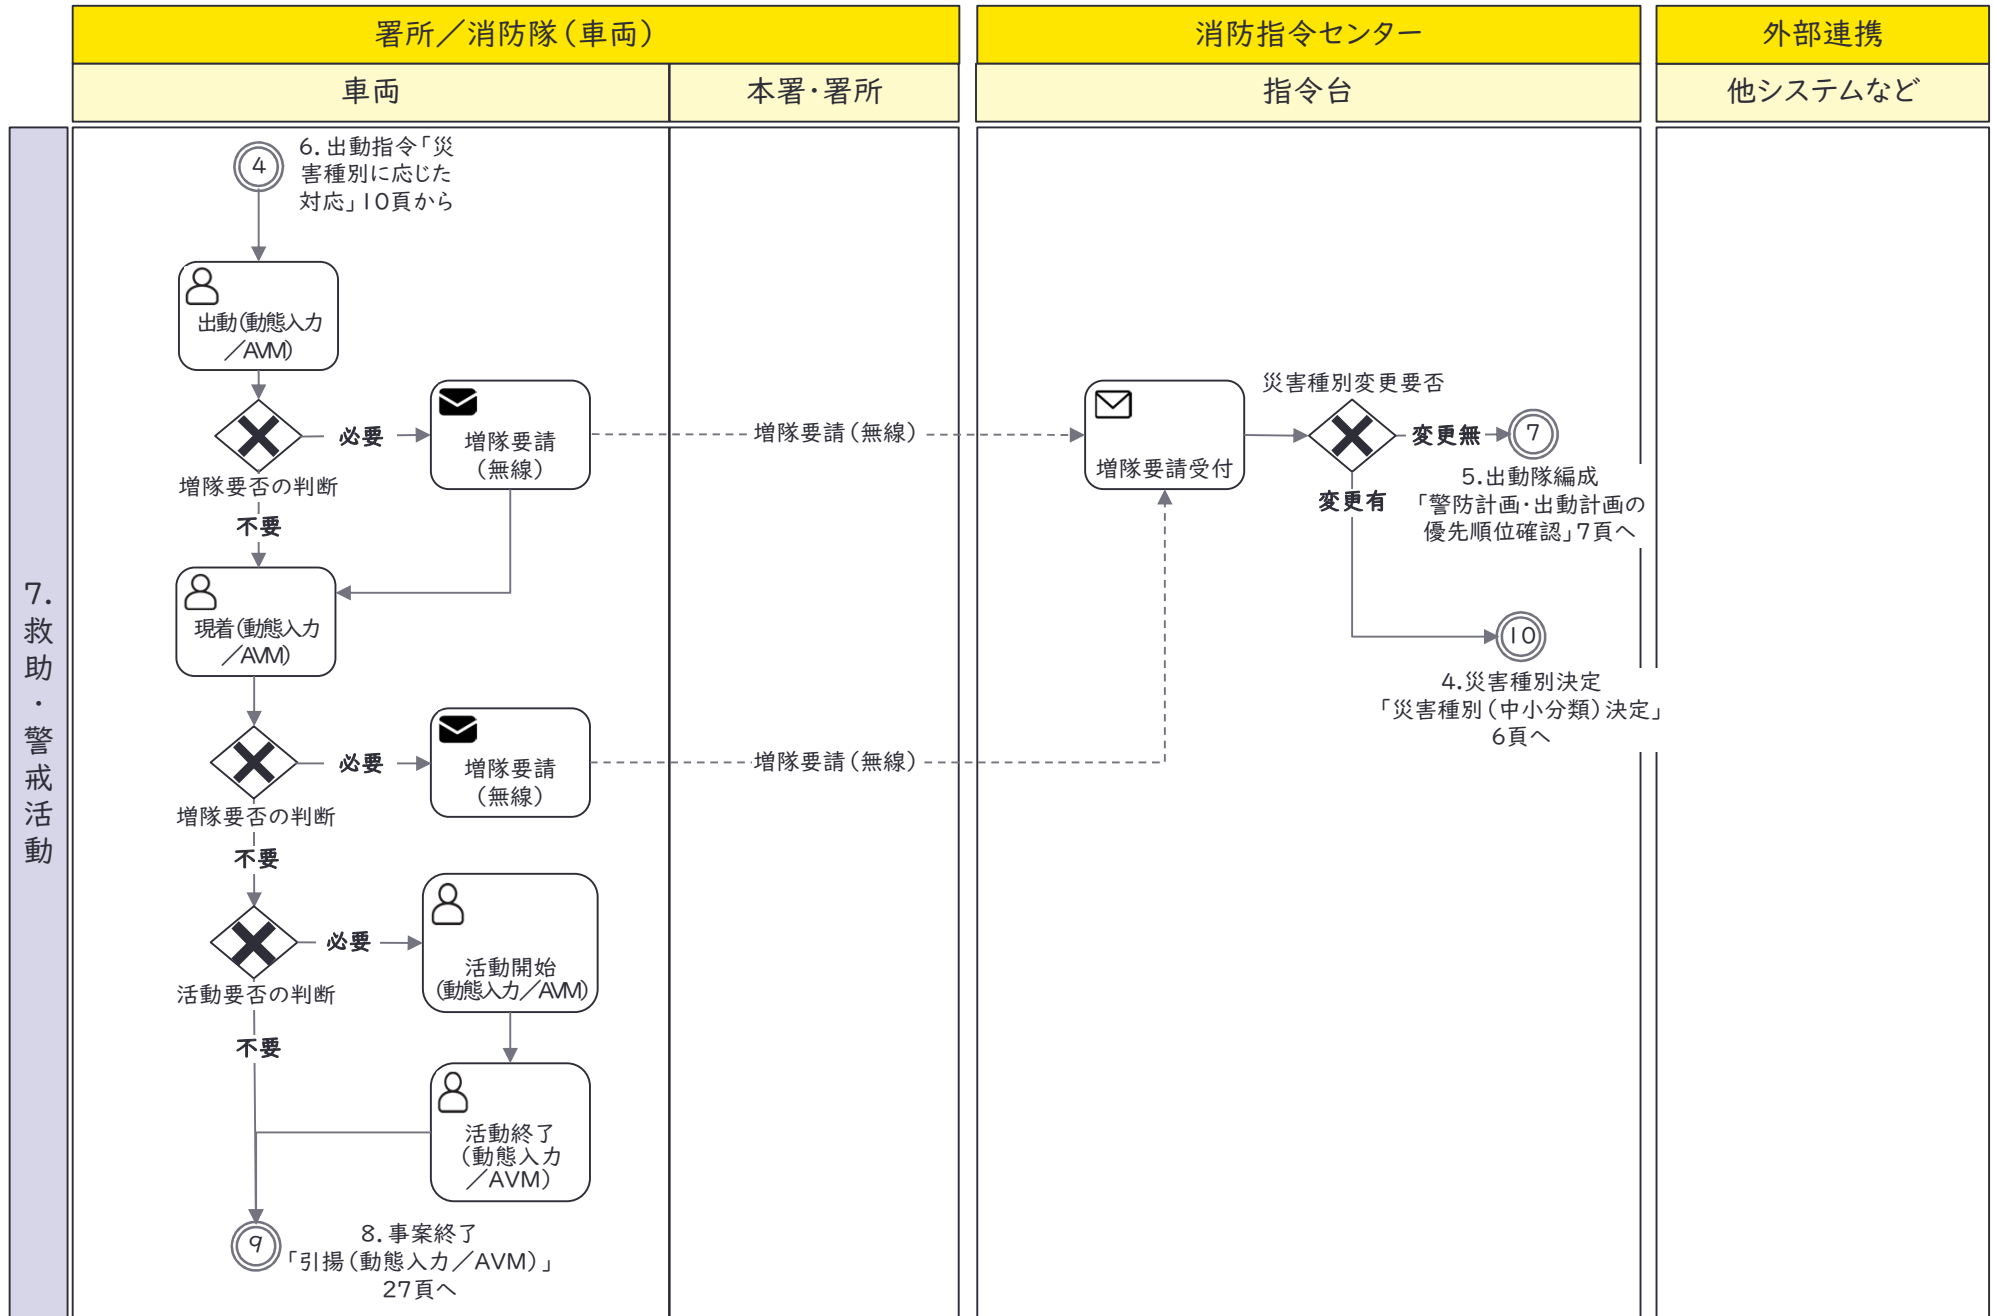 署所／消防隊（車両）
消防指令センター
外部連携
車両
本署・署所
指令台
他システムなど
7.
救
助
・
警
戒
活
動
4
6.出動指令「災
害種別に応じた
対応」10頁から
出動（動態入力
／AVM）
増隊要否の判断
必要
増隊要請
（無線）
増隊要請（無線）
増隊要請受付
災害種別変更要否
変更無
7
5.出動隊編成
「警防計画・出動計画の
優先順位確認」7頁へ
変更有
10
4.災害種別決定
「災害種別（中小分類）決定」
6頁へ
不要
現着（動態入力
／AVM）
増隊要否の判断
必要
増隊要請
（無線）
増隊要請（無線）
不要
活動要否の判断
必要
活動開始
（動態入力／AVM）
不要
活動終了
（動態入力
／AVM）
9
8.事案終了
「引揚（動態入力／AVM）」
27頁へ